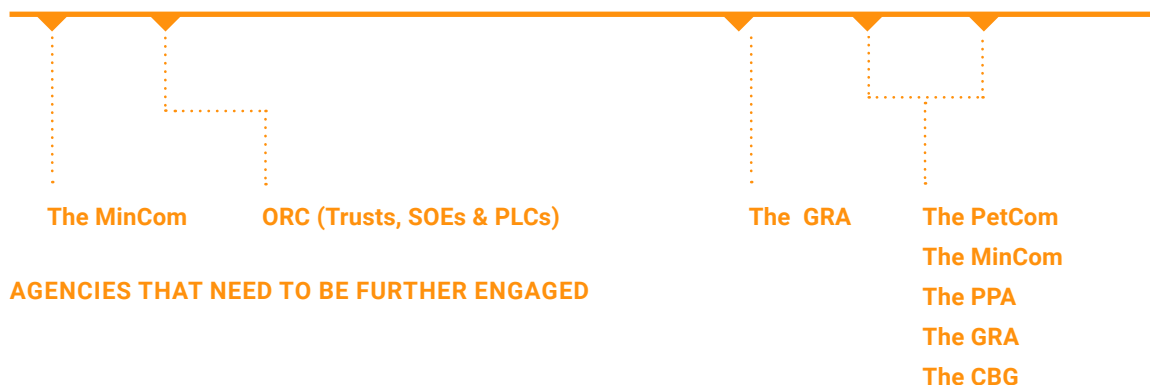 The MinCom
ORC (Trusts, SOEs & PLCs)
The GRA
The PetCom
The MinCom
The PPA
The GRA
The CBG
AGENCIES THAT NEED TO BE FURTHER ENGAGED